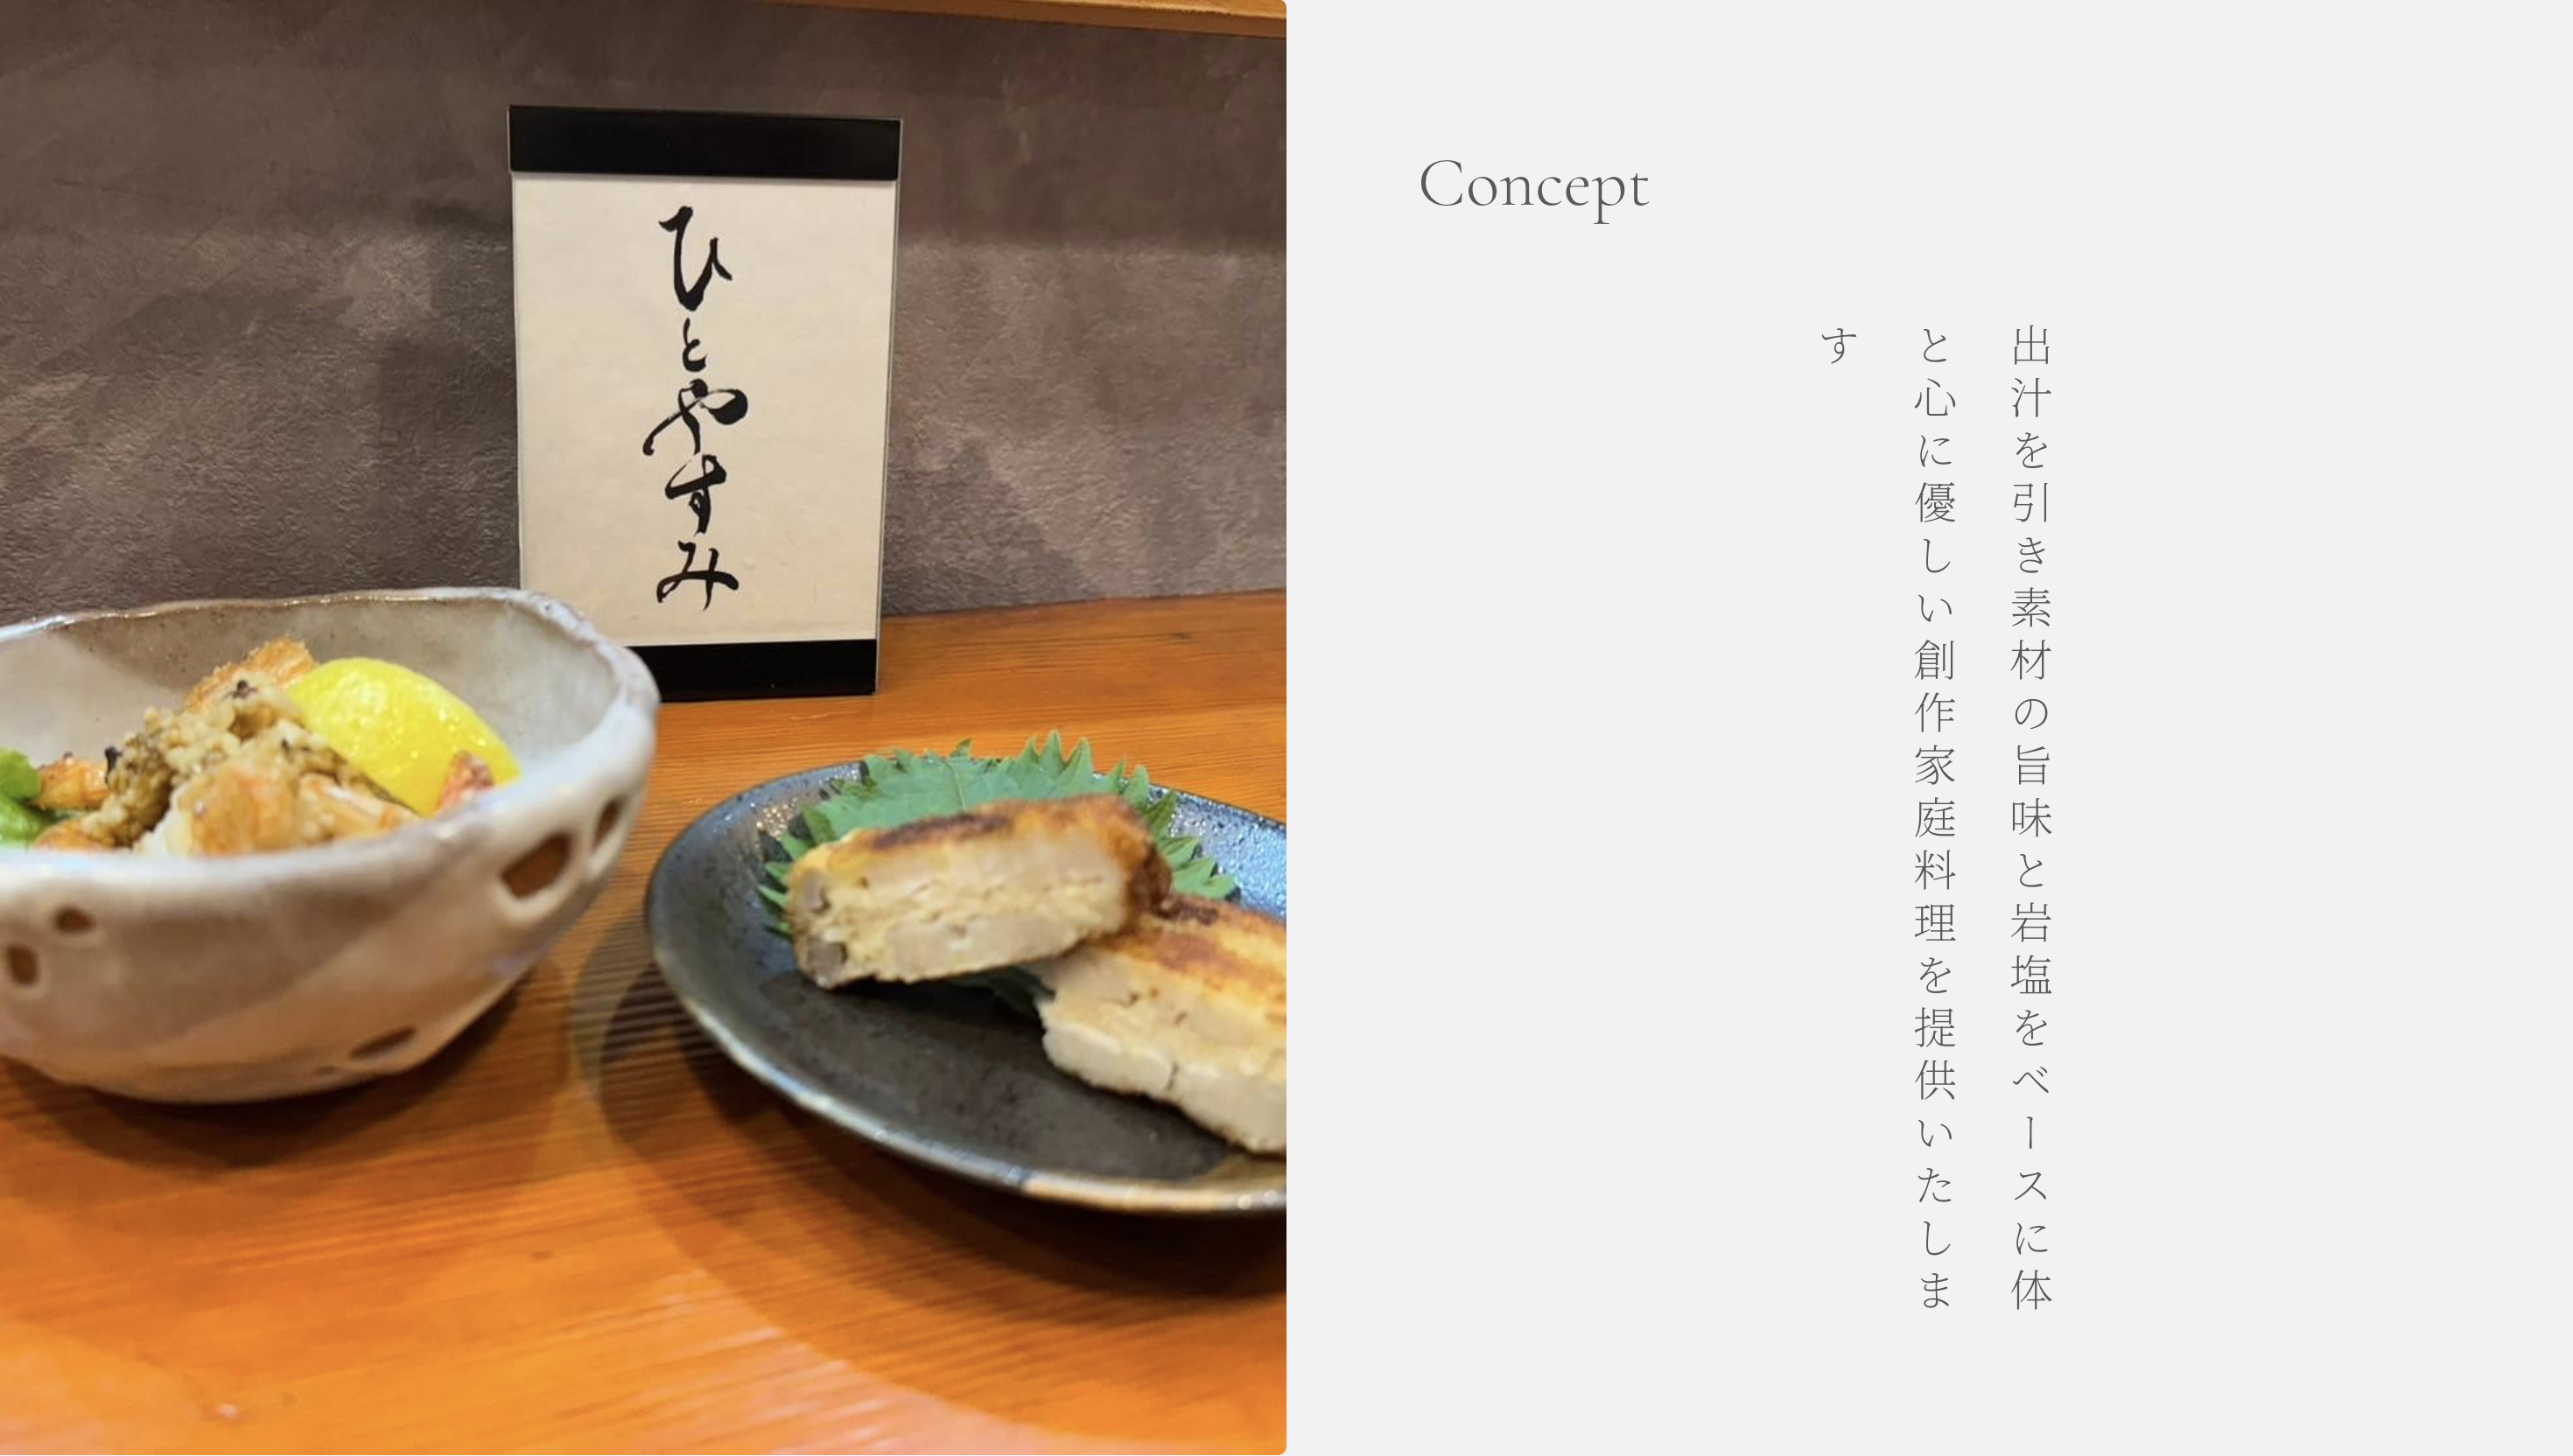 ひとやすみ
Concept
出汁を引き素材の旨味と岩塩をベースに体
と心に優しい創作家庭料理を提供いたしま
す